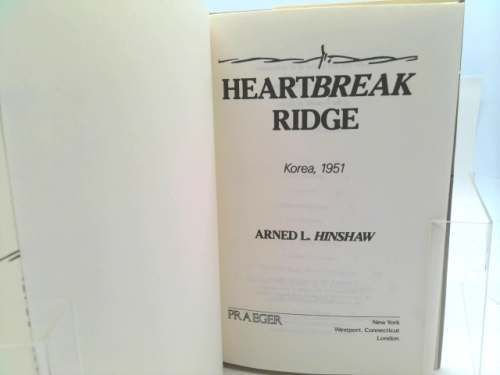 HEARTBREAK
RIDGE
Korea, 1951
ARNED L. HINSHAW
PRAEGER
New York
Westport, Connecticut
London